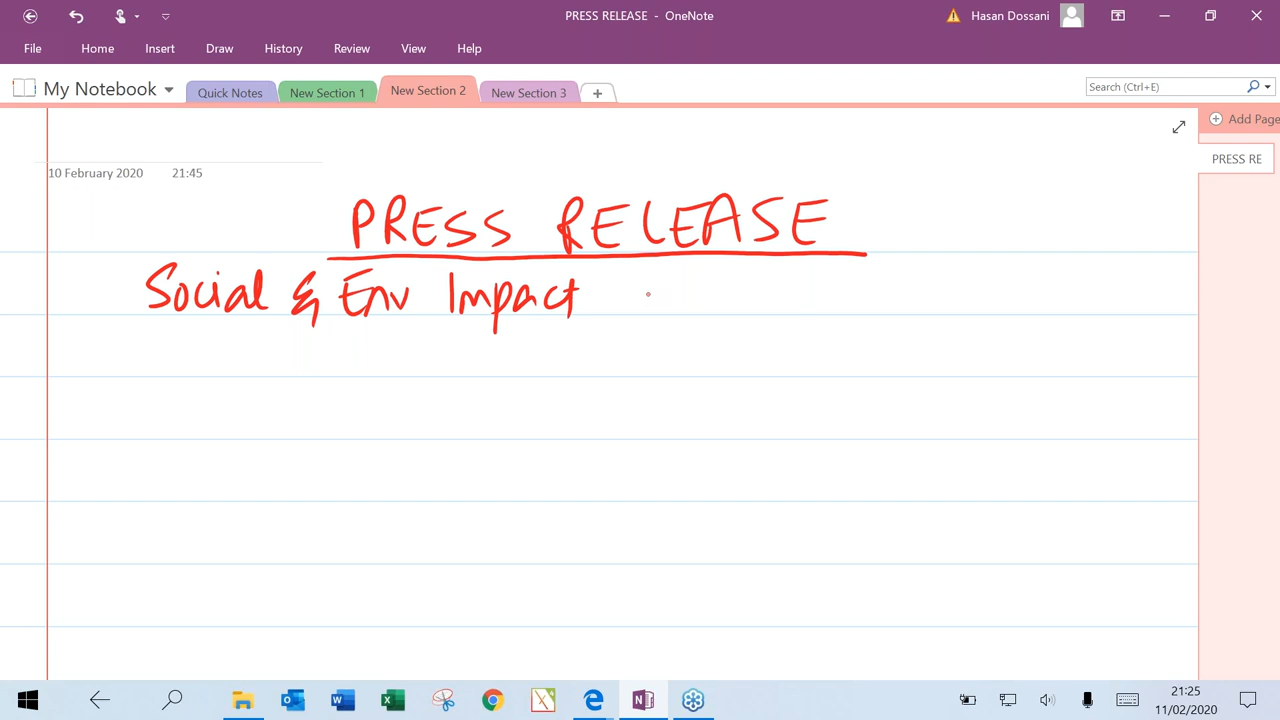 PRESS RELEASE - OneNote
Hasan Dossani
File Home Insert Draw History Review View Help
My Notebook
Quick Notes
New Section 1
New Section 2
New Section 3
Search (Ctrl+E)
Add Page
PRESS RE
10 February 2020 21:45
PRESS RELEASE
Social & Env Impact
21:25
11/02/2020